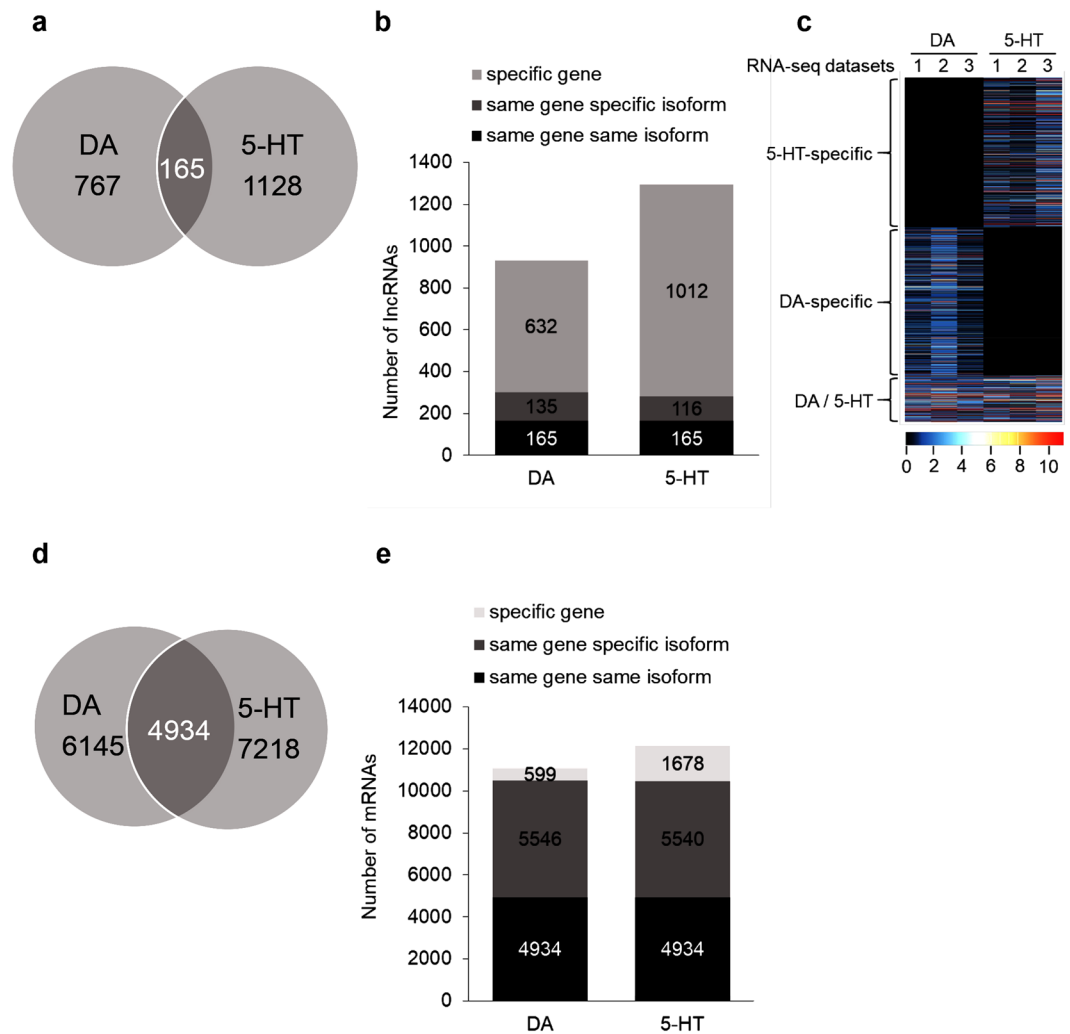 a
DA
767
165
5-HT
1128
b
specific gene
same gene specific isoform
same gene same isoform
Number of lncRNAs
1400
1200
1000
800
600
400
200
0
632
135
165
1012
116
165
DA
5-HT
c
DA
5-HT
RNA-seq datasets
1 2 3 1 2 3
5-HT-specific
DA-specific
DA / 5-HT
0 2 4 6 8 10
d
DA
6145
4934
5-HT
7218
e
specific gene
same gene specific isoform
same gene same isoform
Number of mRNAs
14000
12000
10000
8000
6000
4000
2000
0
599
5546
4934
1678
5540
4934
DA
5-HT